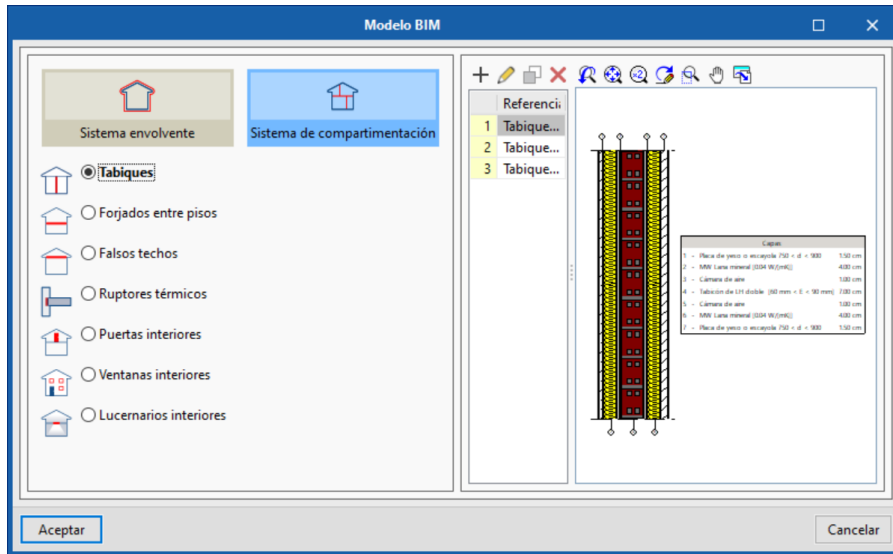 Modelo BIM
Sistema envolvente
Sistema de compartimentación
Tabiques
Forjados entre pisos
Falsos techos
Ruptores térmicos
Puertas interiores
Ventanas interiores
Lucernarios interiores
x2
Referencia
1 Tabique...
2 Tabique...
3 Tabique...
Capas
1 - Placa de yeso o escayola 750 < d < 900 1.50 cm
2 - MW Lana mineral [0.04 W/[mK]] 4.00 cm
3 - Cámara de aire 1.00 cm
4 - Tabicón de LH doble [60 mm < E < 90 mm] 7.00 cm
5 - Cámara de aire 1.00 cm
6 - MW Lana mineral [0.04 W/[mK]] 4.00 cm
7 - Placa de yeso o escayola 750 < d < 900 1.50 cm
Aceptar
Cancelar